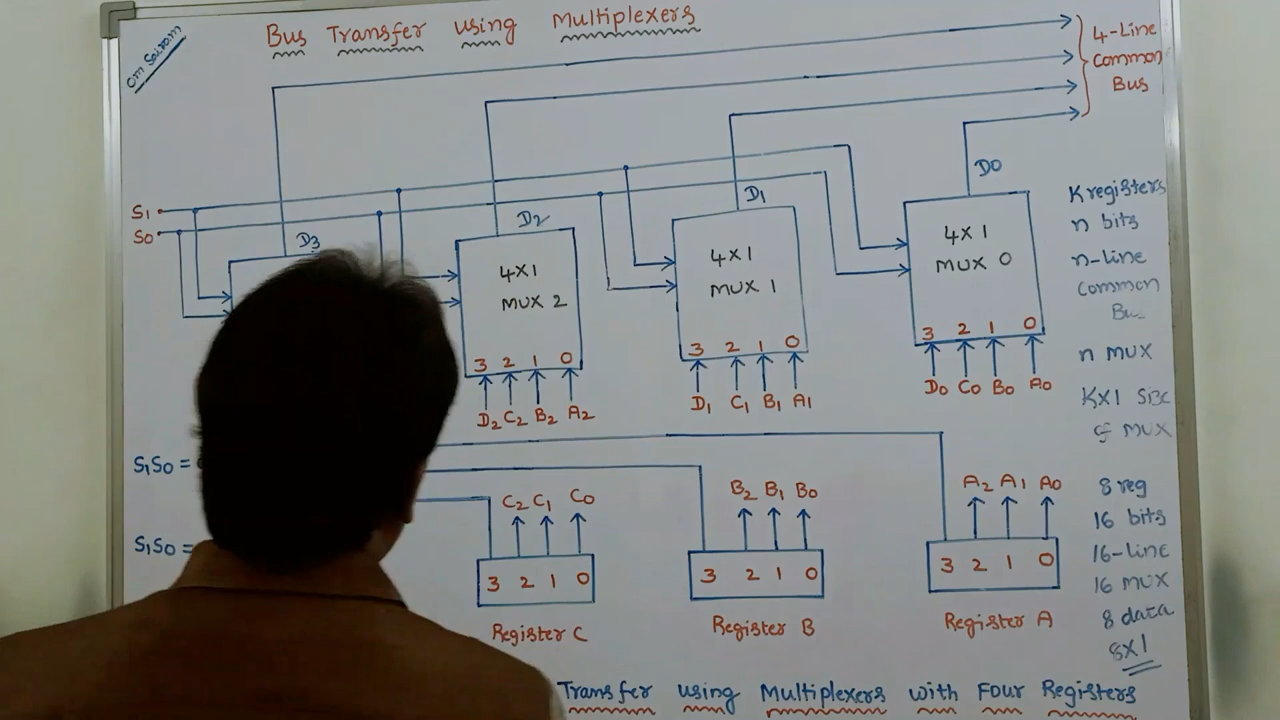 Om Sairam
Bus Transfer using Multiplexers
4-Line
Common
Bus
S1
S0
D3
D2
D1
D0
4X1
MUX 2
4X1
MUX 1
4X1
MUX 0
3 2 1 0
3 2 1 0
3 2 1 0
D2 C2 B2 A2
D1 C1 B1 A1
D0 C0 B0 A0
K registers
n bits
n-line
Common
n MUX
KX1 size
of MUX
8 reg
16 bits
16-line
16 MUX
8 data
8X1
S1S0 =
S1S0 =
C2 C1 C0
B2 B1 B0
A2 A1 A0
3 2 1 0
3 2 1 0
3 2 1 0
Register C
Register B
Register A
Transfer using Multiplexers with Four Registers